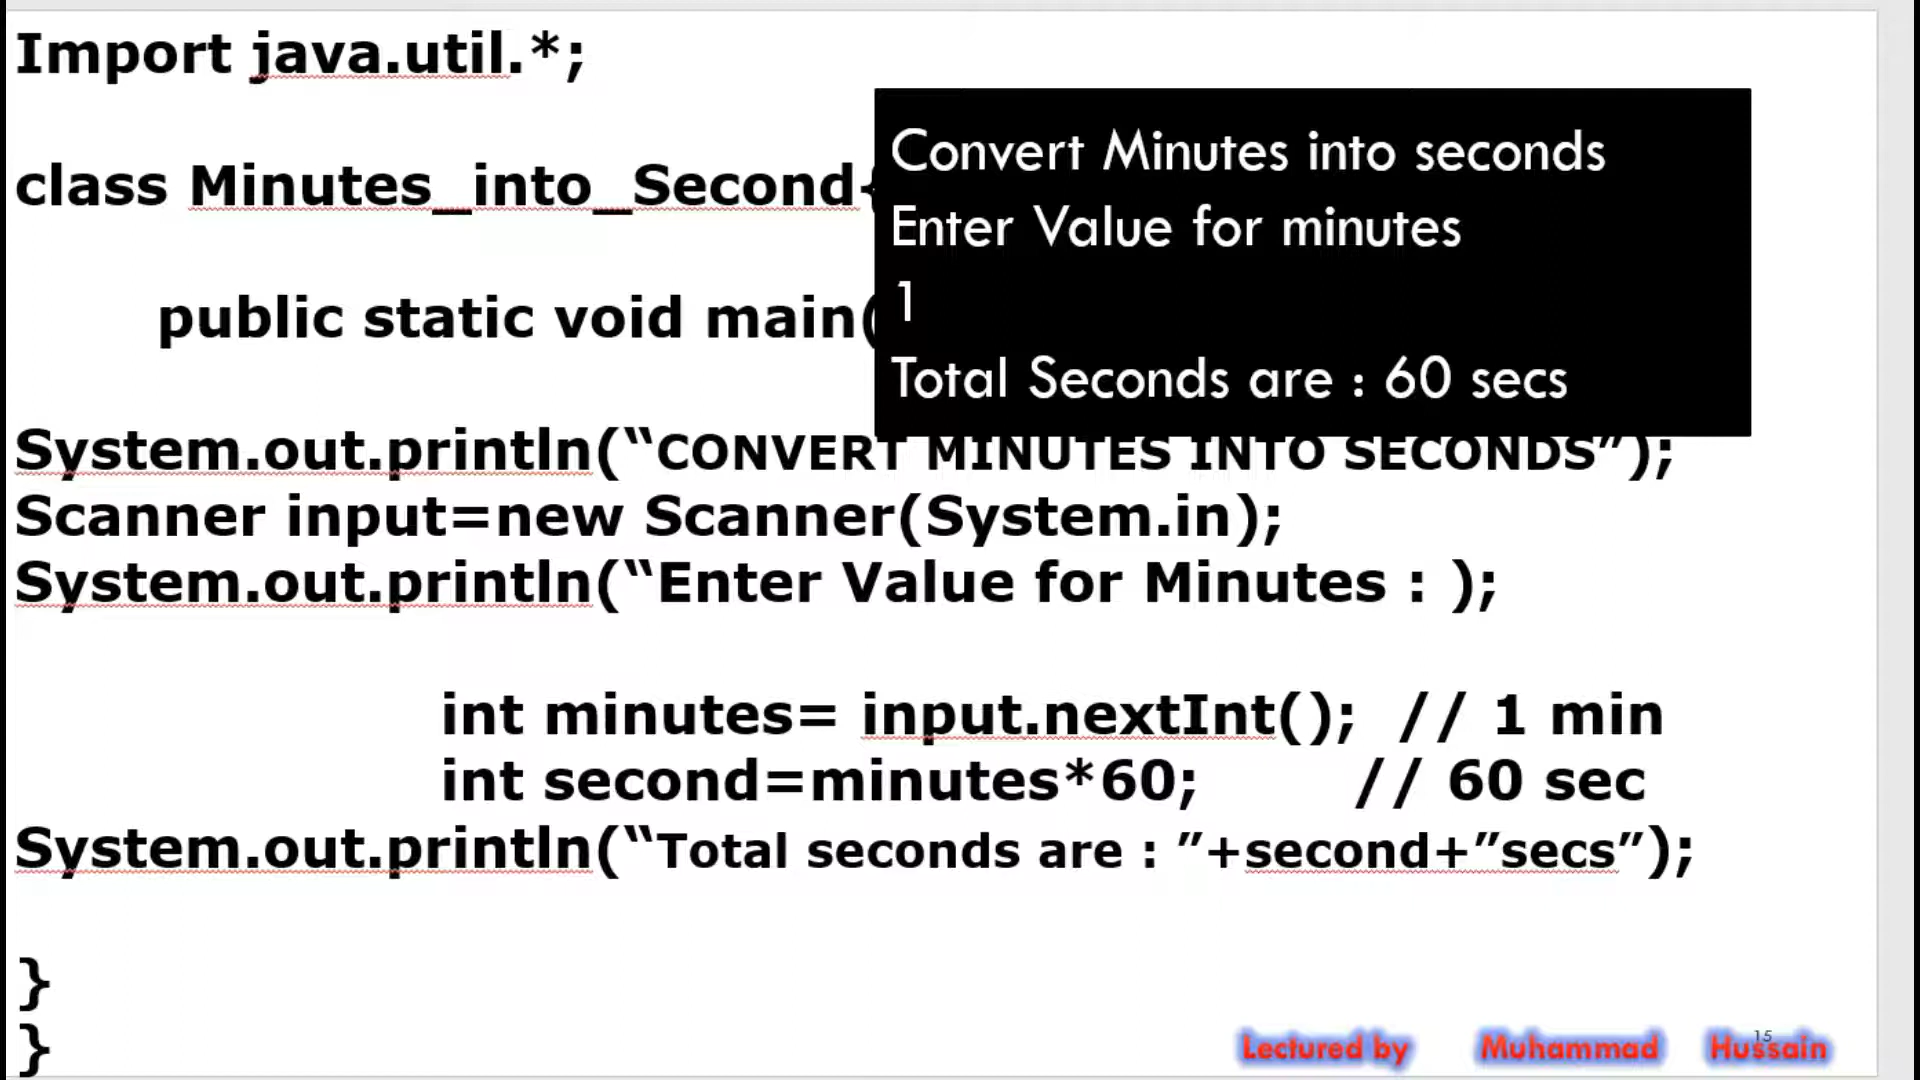 Import java.util.*;
class Minutes_into_Second{
public static void main(
Convert Minutes into seconds
Enter Value for minutes
1
Total Seconds are : 60 secs
System.out.println(“CONVERT MINUTES INTO SECONDS”);
Scanner input=new Scanner(System.in);
System.out.println(“Enter Value for Minutes : );
int minutes= input.nextInt();  // 1 min
int second=minutes*60;        // 60 sec
System.out.println(“Total seconds are : ”+second+”secs”);
}
}
15
Lectured by Muhammad Hussain